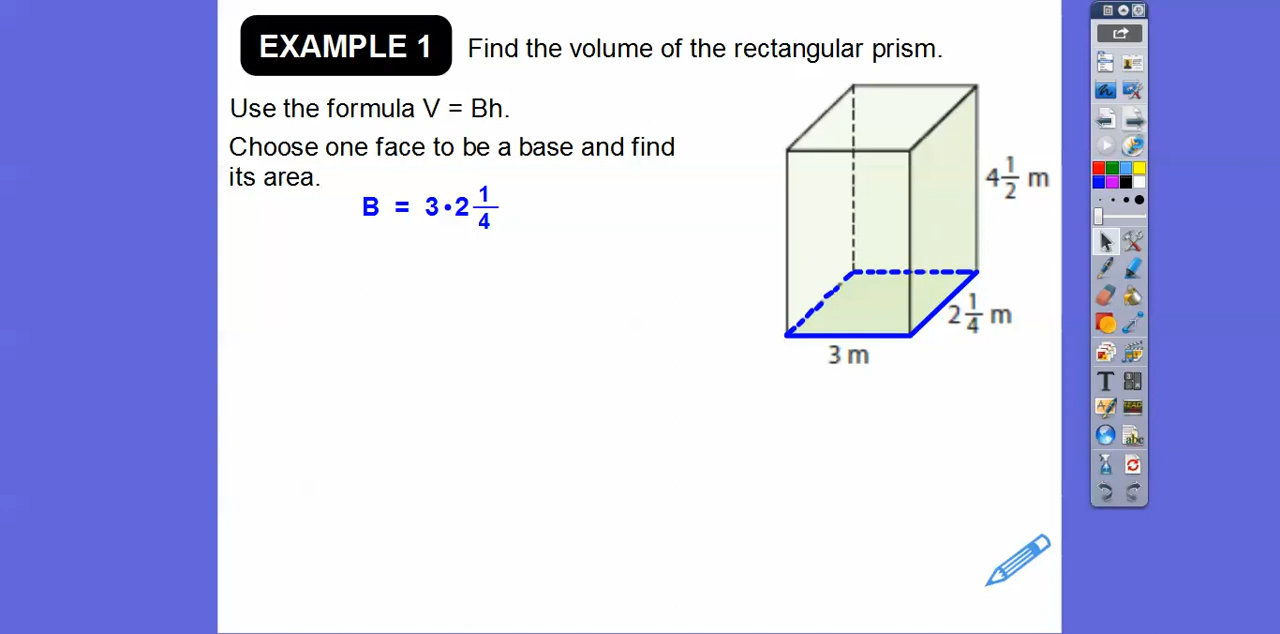 EXAMPLE 1 Find the volume of the rectangular prism.
Use the formula V = Bh.
Choose one face to be a base and find
its area.
B = 3 • 2 1/4
4 1/2 m
2 1/4 m
3 m